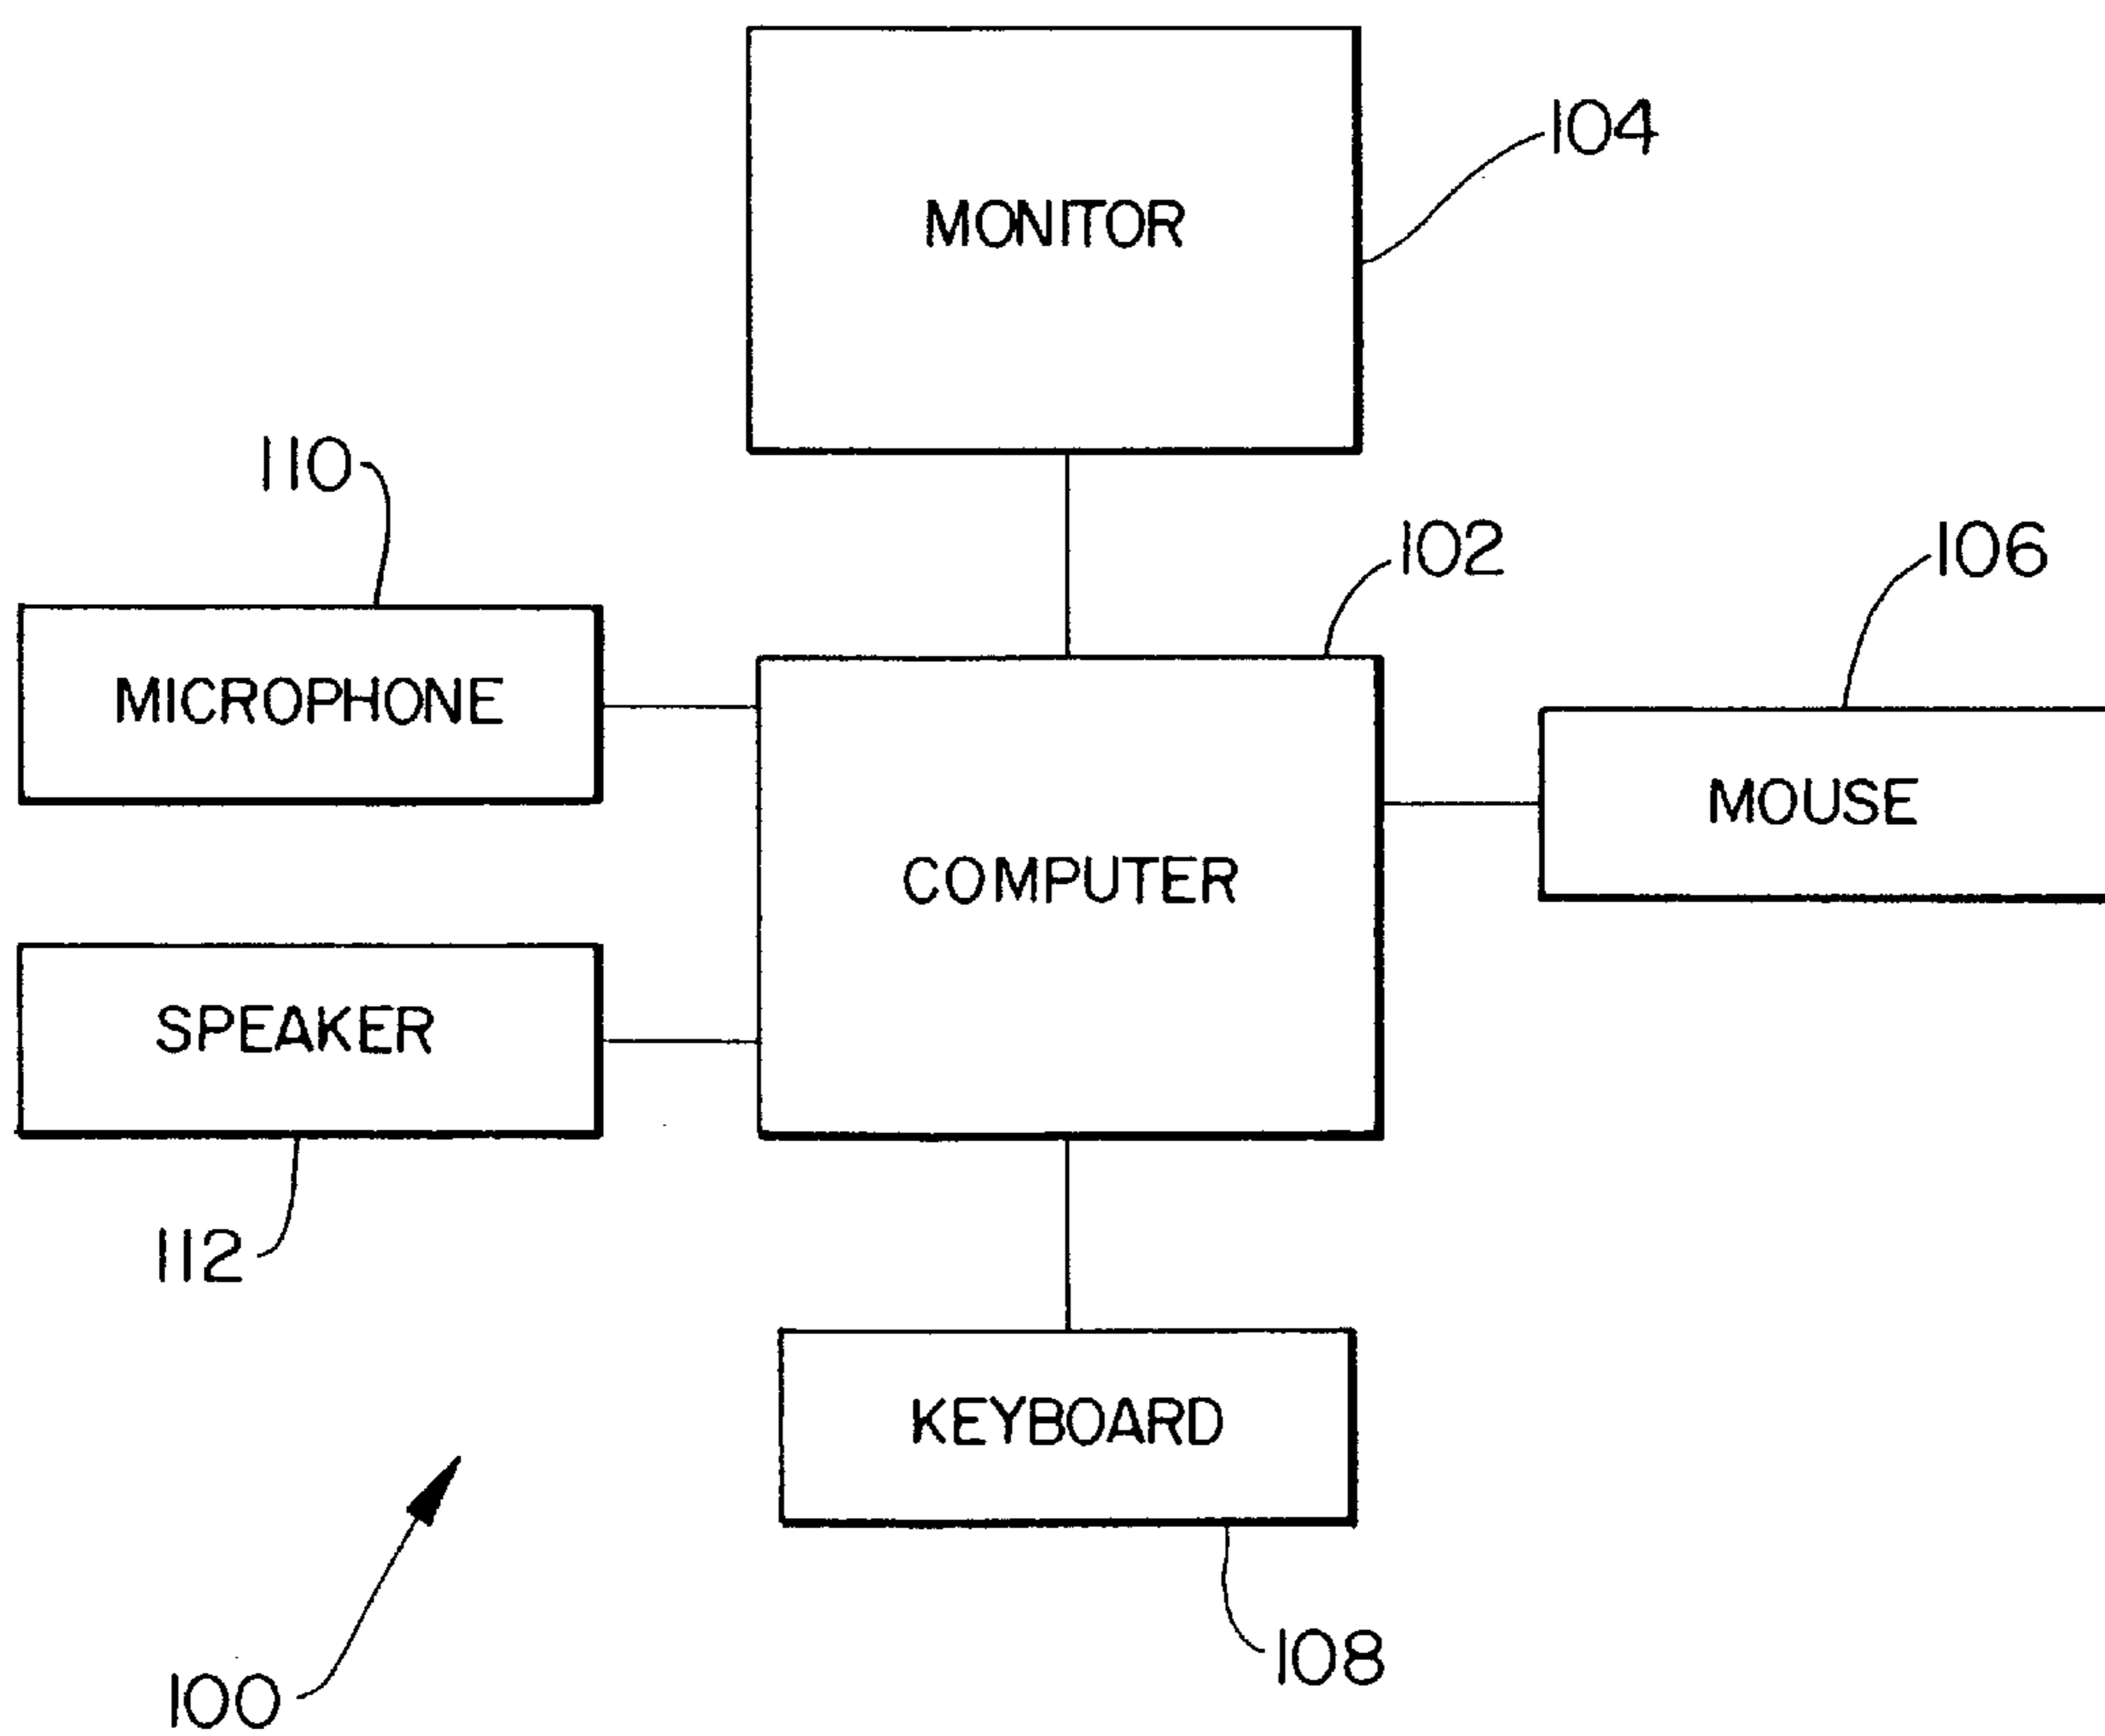 MONITOR
104
110
102
106
MICROPHONE
MOUSE
COMPUTER
SPEAKER
112
KEYBOARD
108
100